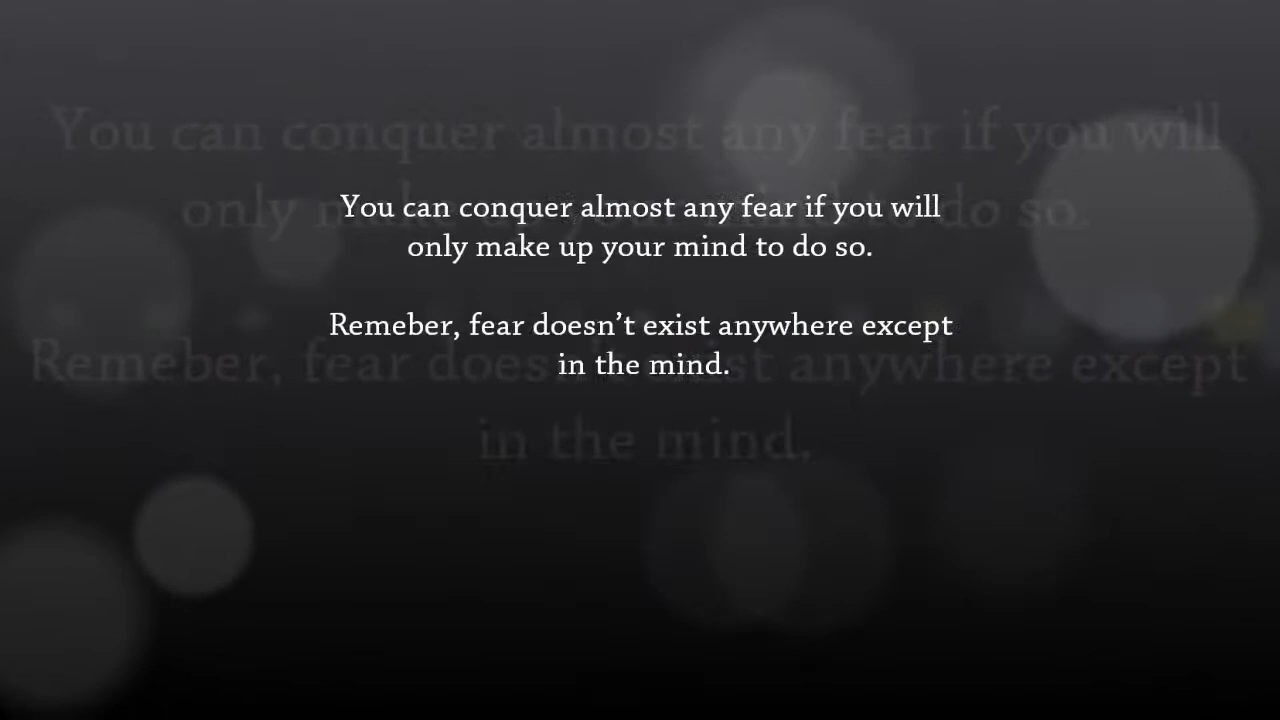 You can conquer almost any fear if you will
only make up your mind to do so.
Remeber, fear doesn't exist anywhere except
in the mind.